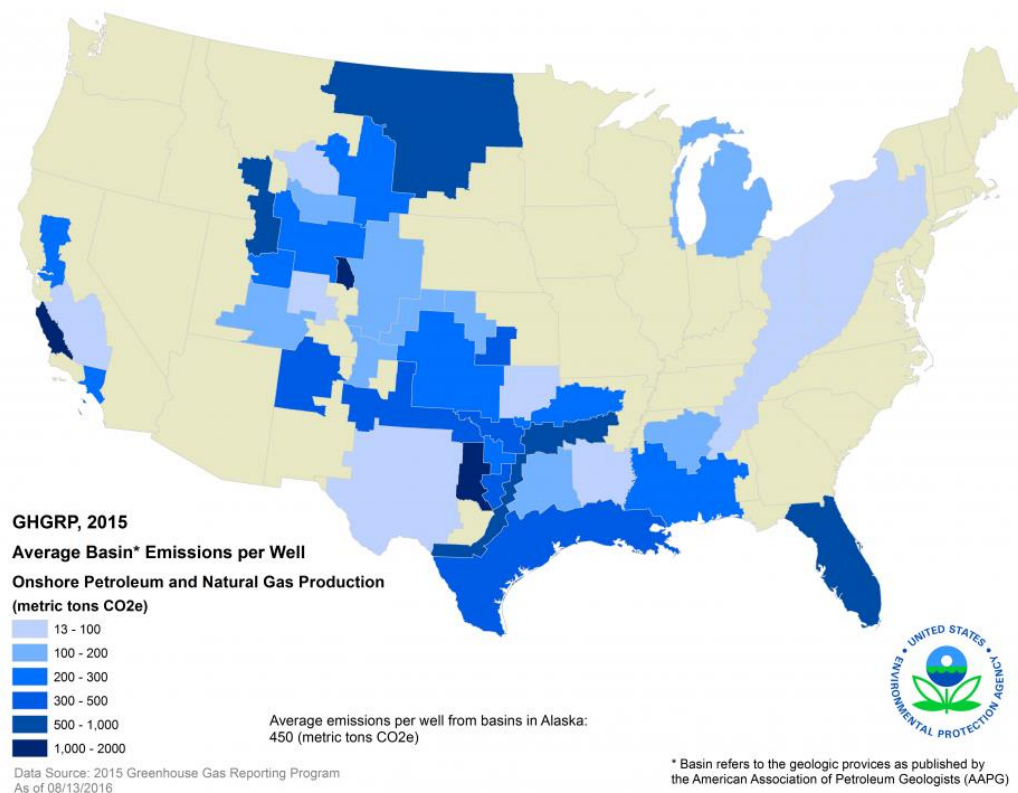 GHGRP, 2015
Average Basin* Emissions per Well
Onshore Petroleum and Natural Gas Production
(metric tons CO2e)
13 - 100
100 - 200
200 - 300
300 - 500
500 - 1,000
1,000 - 2000
Data Source: 2015 Greenhouse Gas Reporting Program
As of 08/13/2016
Average emissions per well from basins in Alaska:
450 (metric tons CO2e)
UNITED STATES
ENVIRONMENTAL PROTECTION AGENCY
* Basin refers to the geologic provices as published by
the American Association of Petroleum Geologists (AAPG)